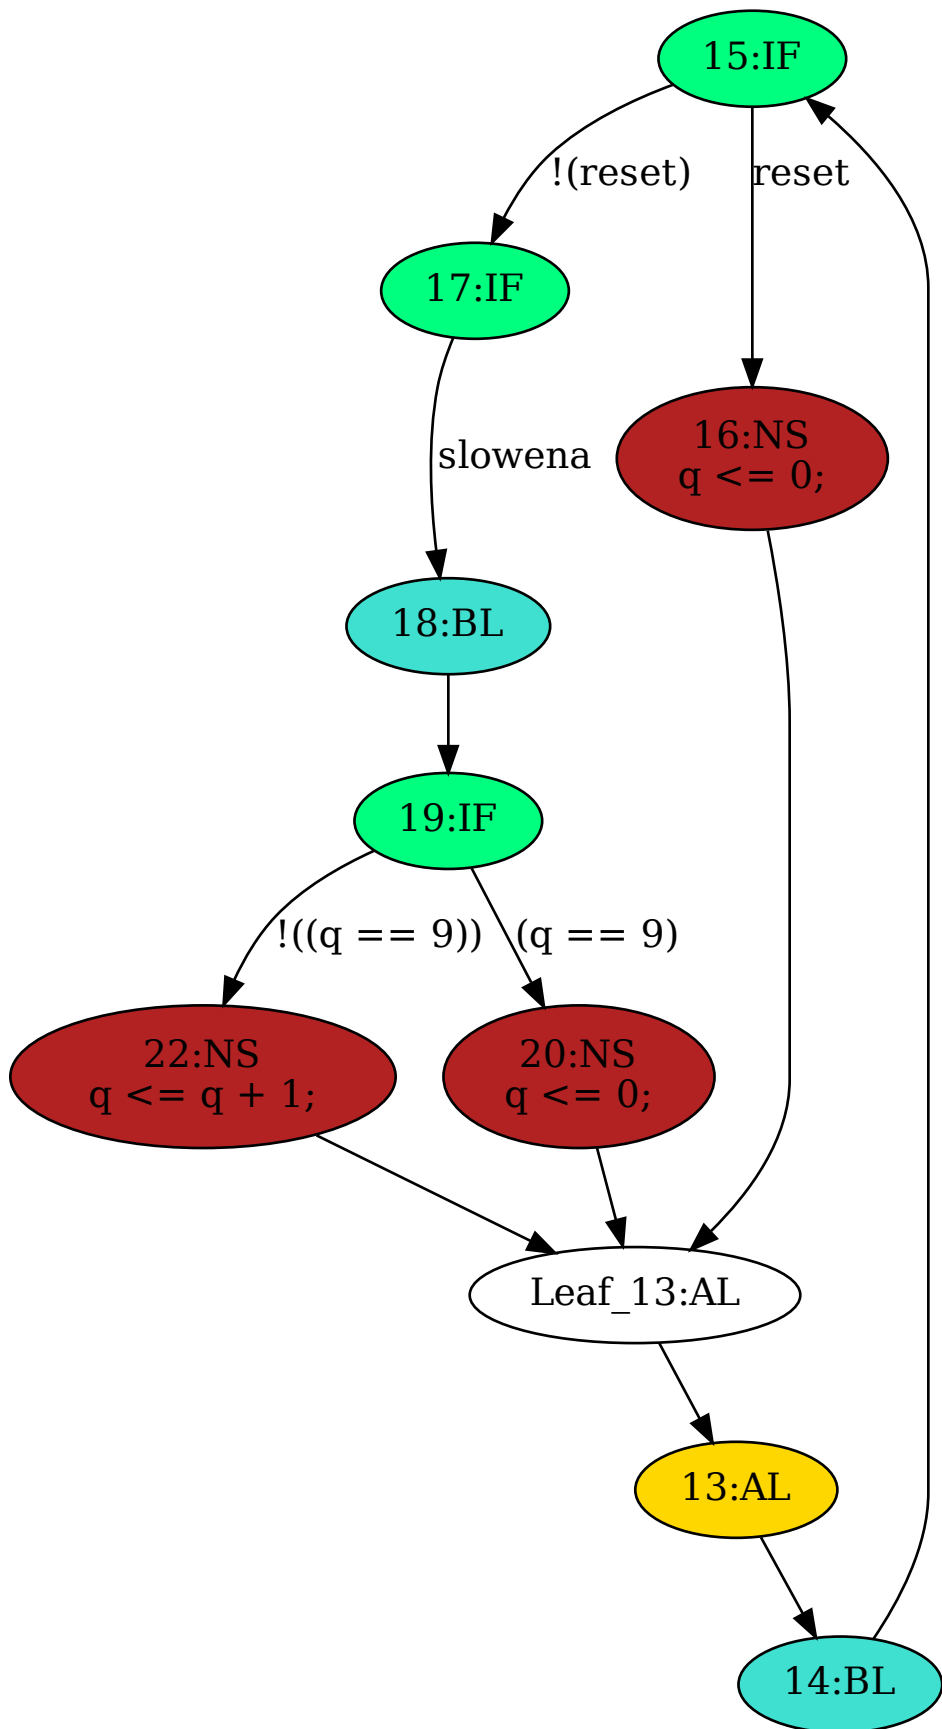 15:IF
!(reset)
reset
17:IF
16:NS
q <= 0;
slowena
18:BL
19:IF
!((q == 9))
(q == 9)
22:NS
q <= q + 1;
20:NS
q <= 0;
Leaf_13:AL
13:AL
14:BL